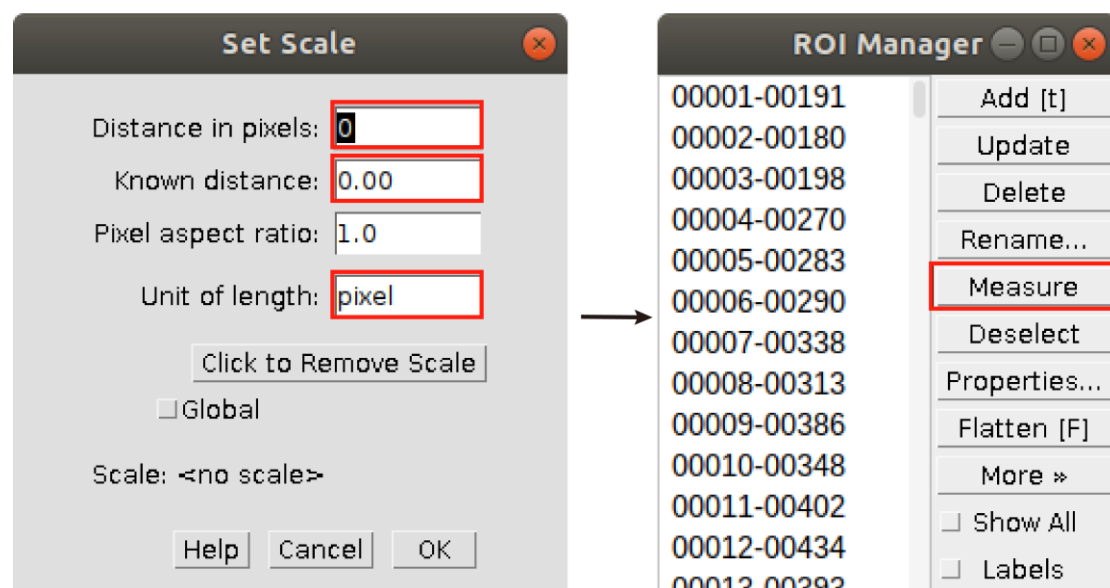 Set Scale
Distance in pixels: 0
Known distance: 0.00
Pixel aspect ratio: 1.0
Unit of length: pixel
Click to Remove Scale
Global
Scale: <no scale>
Help Cancel OK
ROI Manager
00001-00191
00002-00180
00003-00198
00004-00270
00005-00283
00006-00290
00007-00338
00008-00313
00009-00386
00010-00348
00011-00402
00012-00434
00013-00393
Add [t]
Update
Delete
Rename...
Measure
Deselect
Properties...
Flatten [F]
More »
Show All
Labels